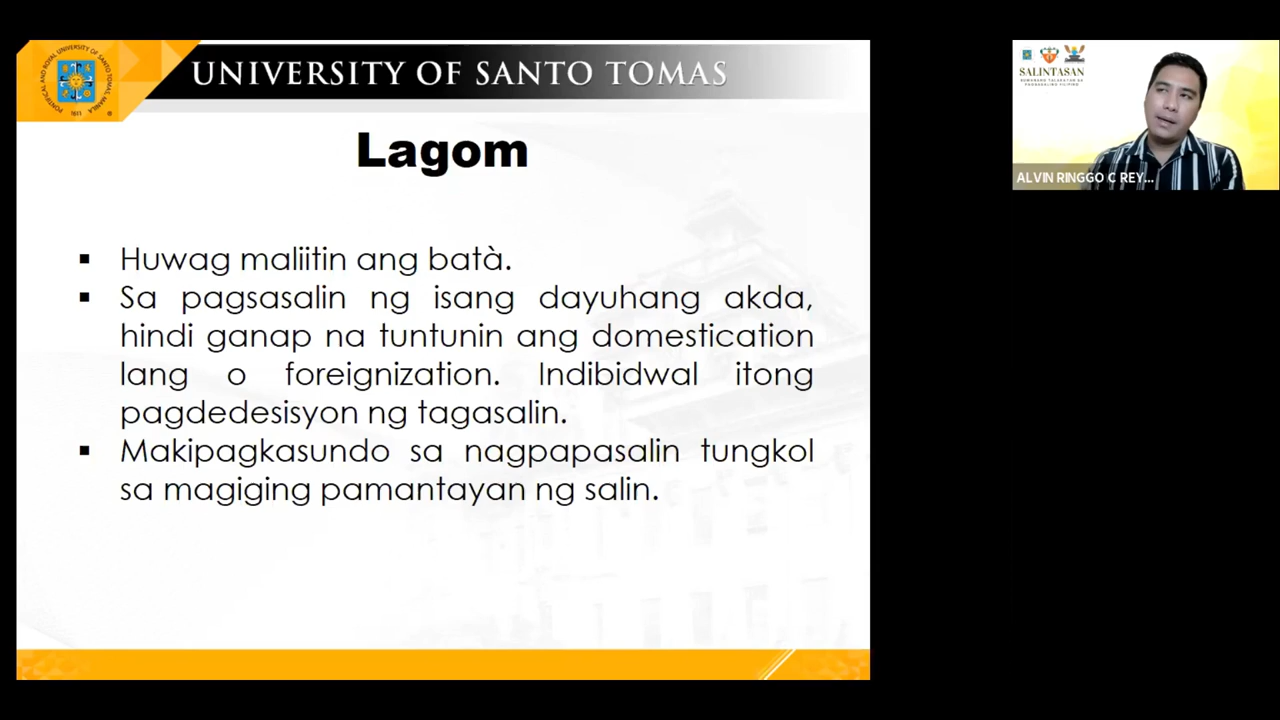 UNIVERSITY OF SANTO TOMAS
Lagom
▪ Huwag maliitin ang batà.
▪ Sa pagsasalin ng isang dayuhang akda,
hindi ganap na tuntunin ang domestication
lang o foreignization. Indibidwal itong
pagdedesisyon ng tagasalin.
▪ Makipagkasundo sa nagpapasalin tungkol
sa magiging pamantayan ng salin.
SALINTASAN
ALVIN RINGGO C REY...